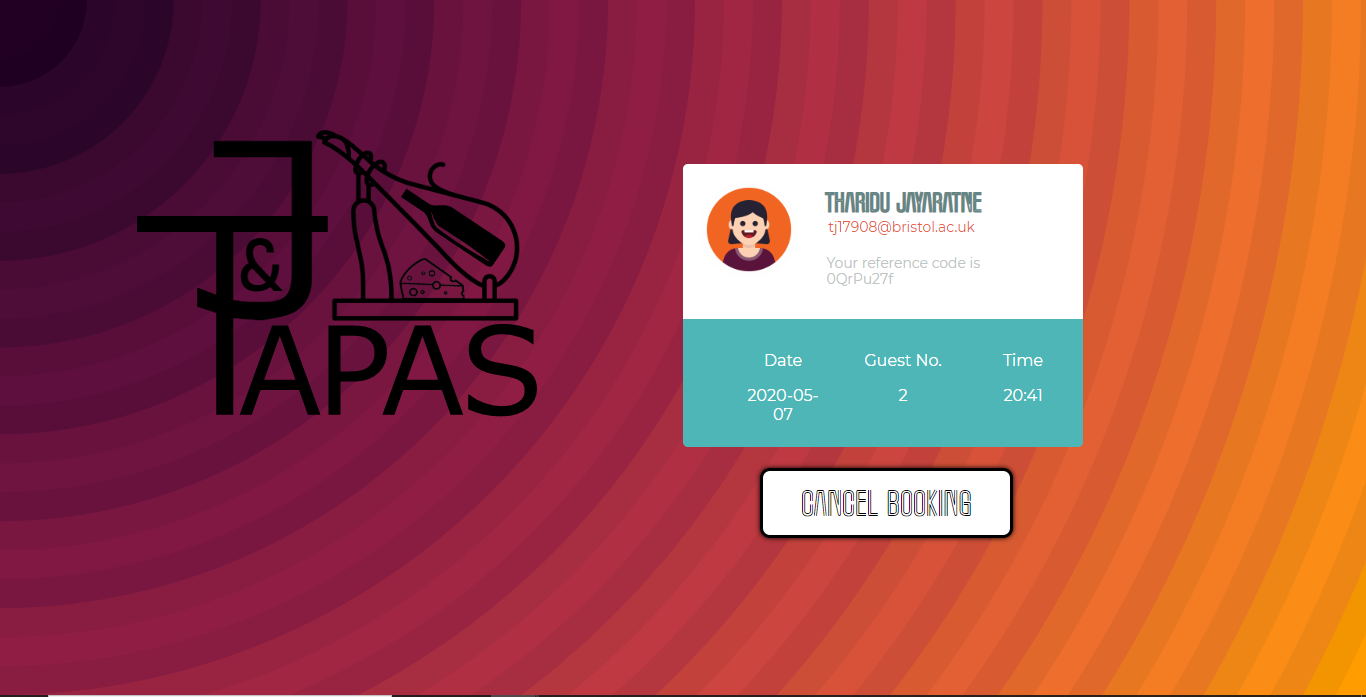 J&J
TAPAS
THARIDU JAYARATNE
tj17908@bristol.ac.uk
Your reference code is
0QrPu27f
Date Guest No. Time
2020-05-
07 2 20:41
CANCEL BOOKING